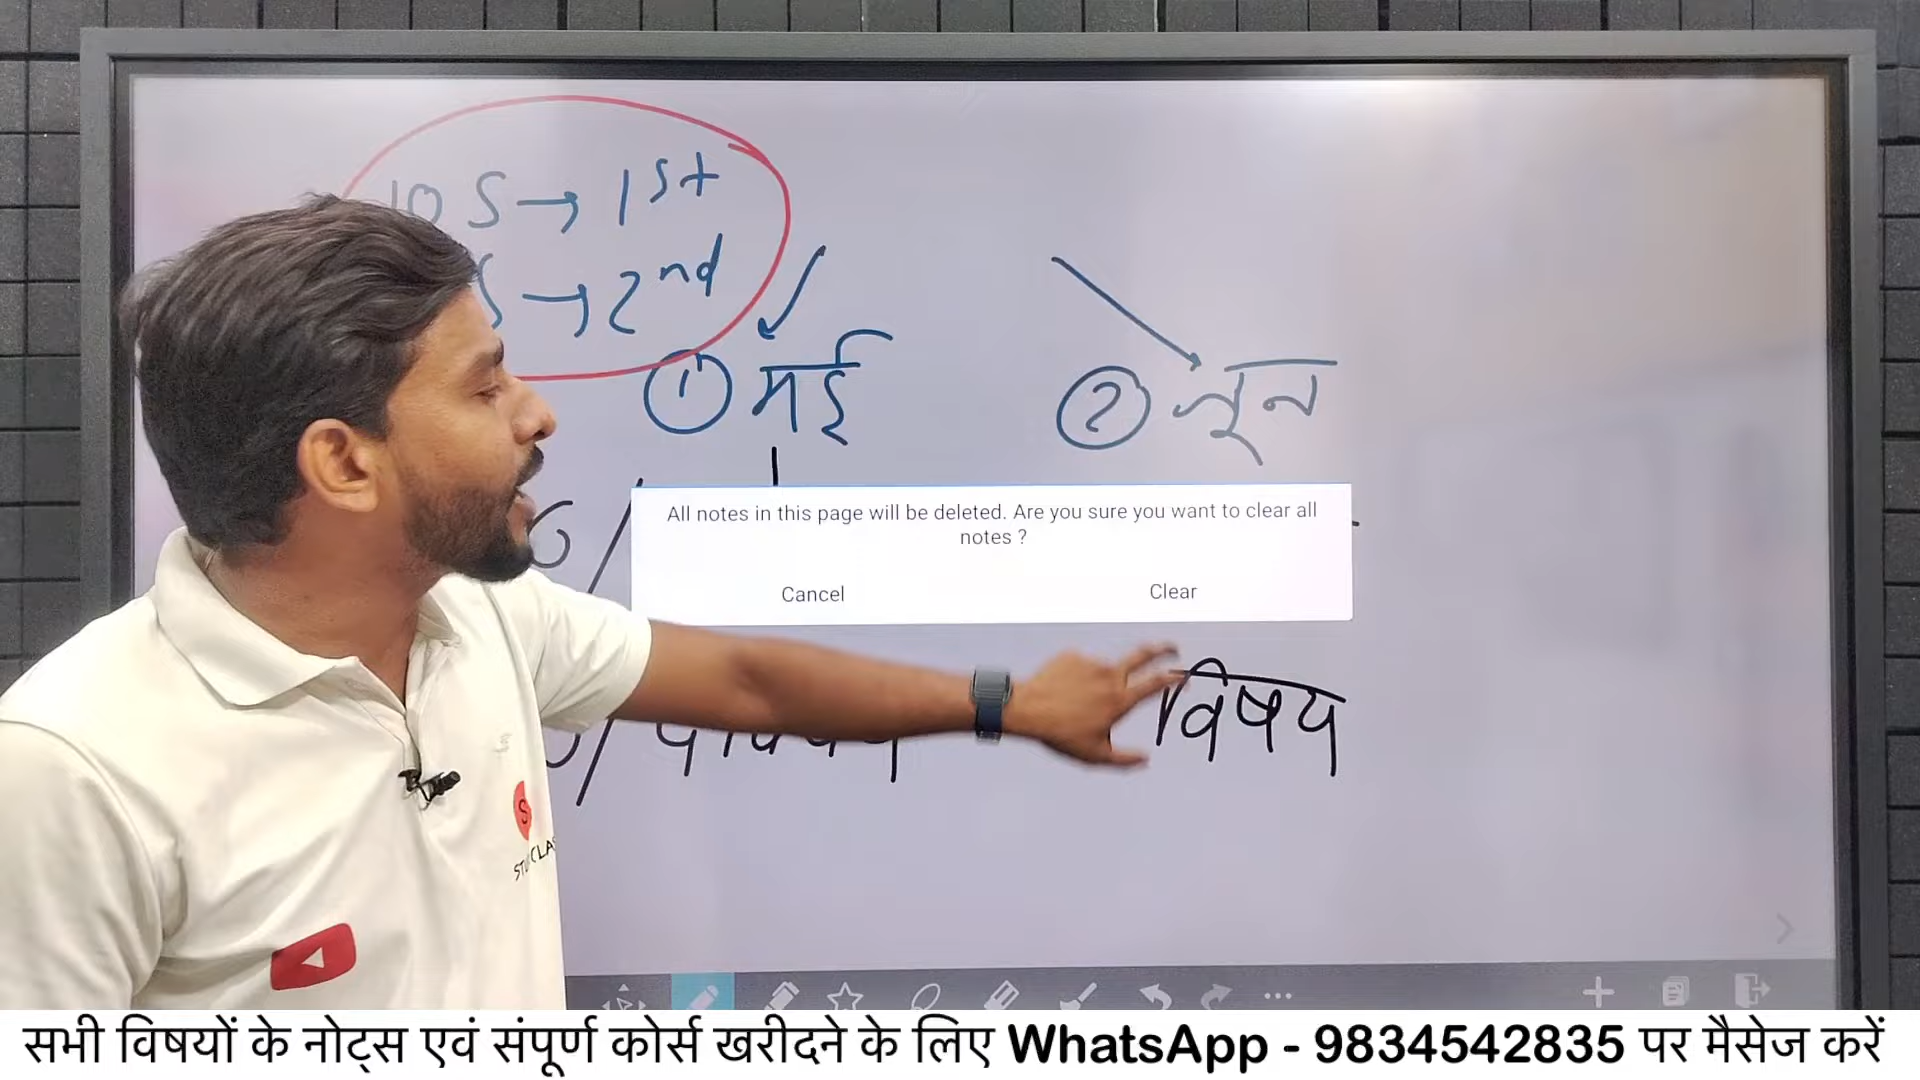 10 S → 1st
S → 2nd
① मई
② जून
All notes in this page will be deleted. Are you sure you want to clear all
notes ?
Cancel
Clear
विषय
सभी विषयों के नोट्स एवं संपूर्ण कोर्स खरीदने के लिए WhatsApp - 9834542835 पर मैसेज करें